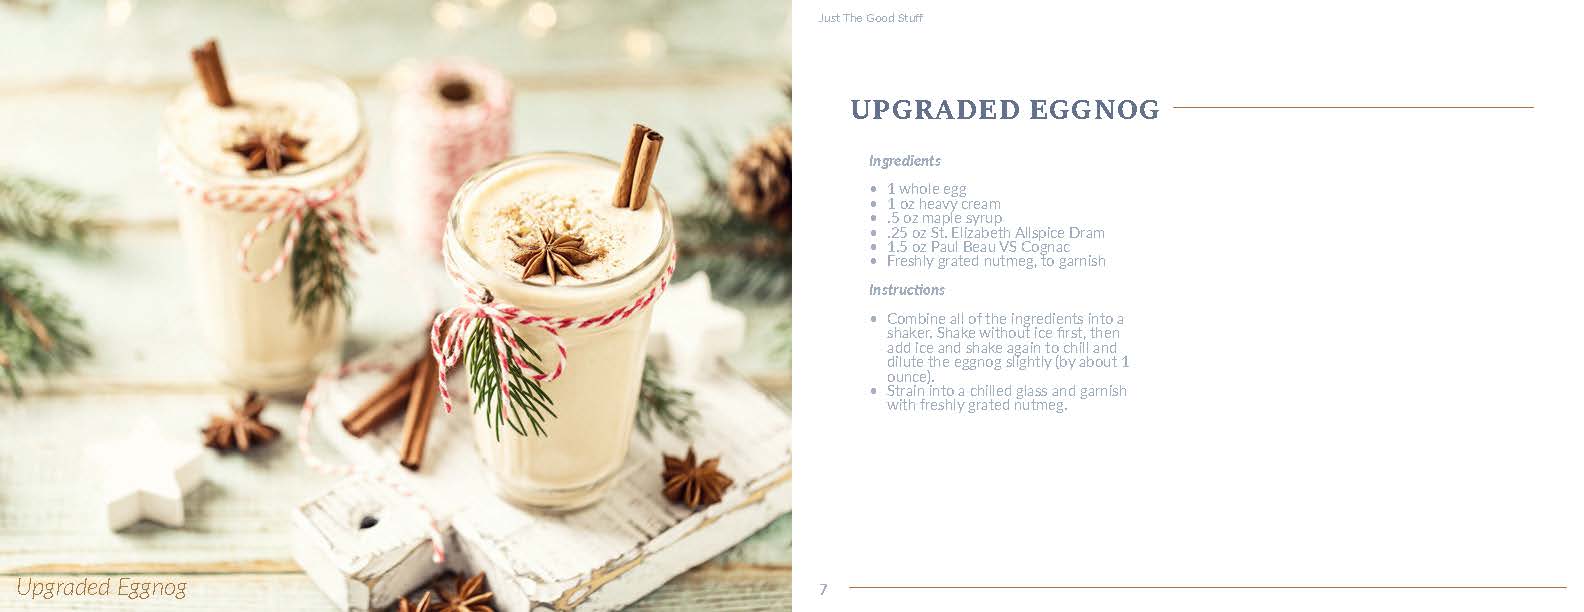 Upgraded Eggnog
Just The Good Stuff
UPGRADED EGGNOG
Ingredients
• 1 whole egg
• 1 oz heavy cream
• .5 oz maple syrup
• .25 oz St. Elizabeth Allspice Dram
• 1.5 oz Paul Beau VS Cognac
• Freshly grated nutmeg, to garnish
Instructions
• Combine all of the ingredients into a
shaker. Shake without ice first, then
add ice and shake again to chill and
dilute the eggnog slightly (by about 1
ounce).
• Strain into a chilled glass and garnish
with freshly grated nutmeg.
7